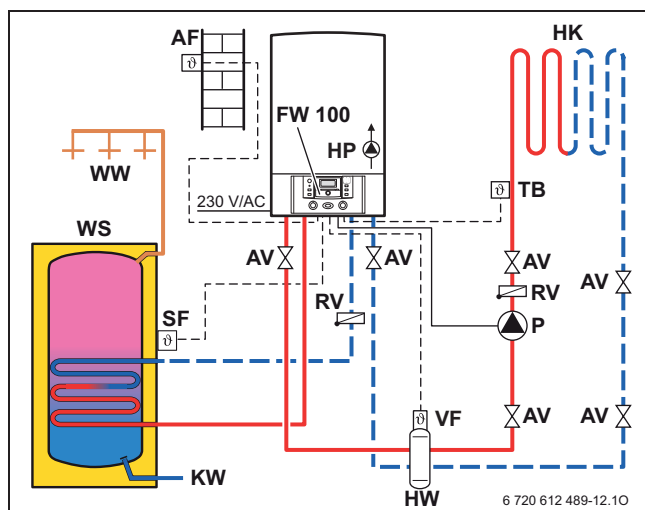 AF
HK
FW 100
HP
WW
230 V/AC
TB
WS
AV
AV
AV
AV
RV
RV
SF
P
VF
AV
AV
KW
HW
6 720 612 489-12.1O